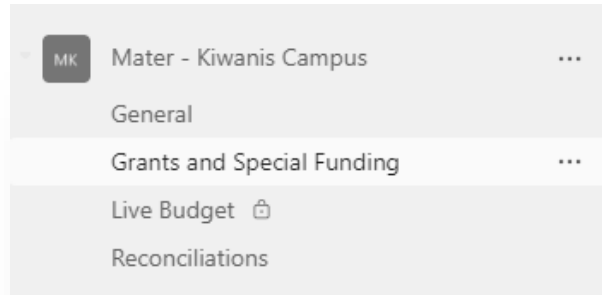 MK Mater - Kiwanis Campus ...
General
Grants and Special Funding ...
Live Budget
Reconciliations